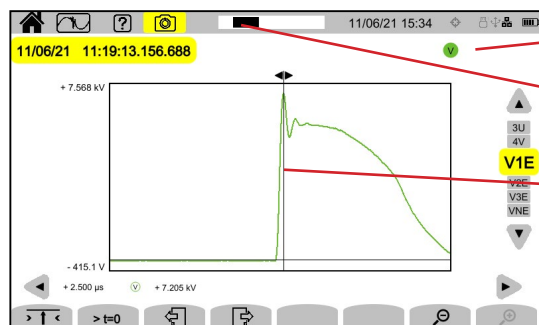 ? 11/06/21 15:34
11/06/21 11:19:13.156.688 V
+ 7.568 kV
3U
4V
V1E
V2E
V3E
VNE
- 415.1 V
+ 2.500 µs V + 7.205 kV
> t=0